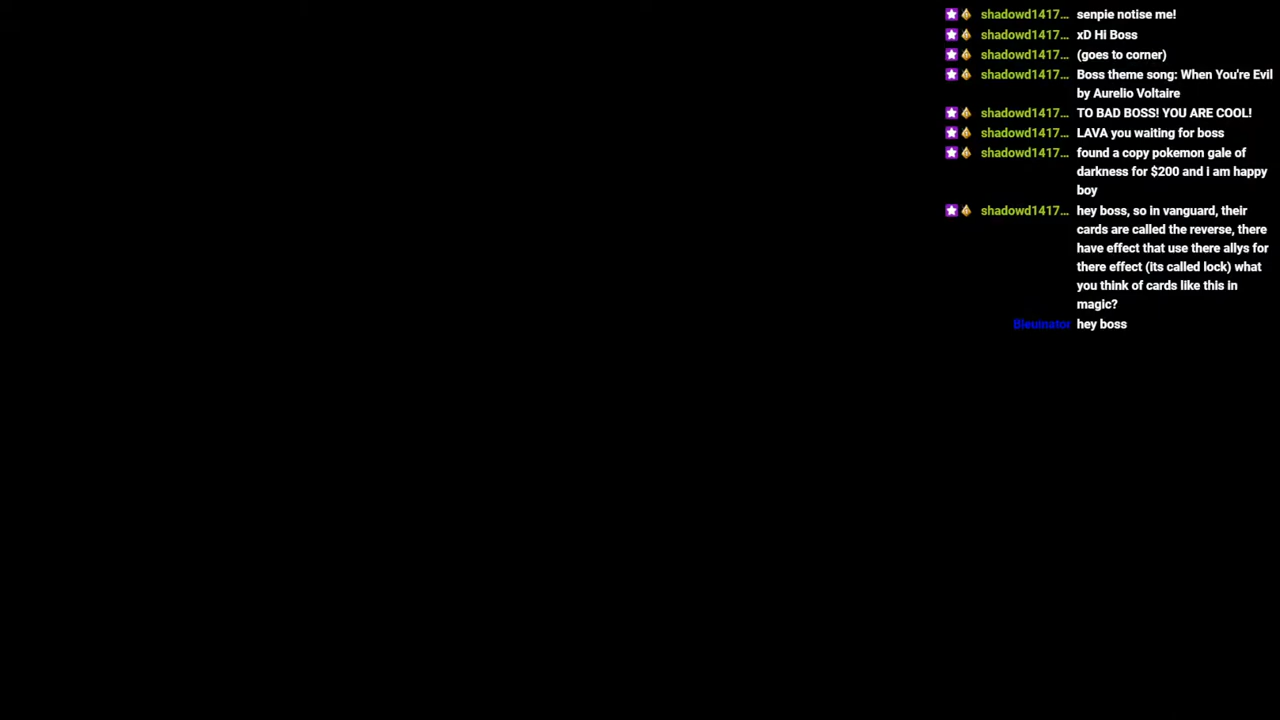 shadowd1417… senpie notise me!
shadowd1417… xD Hi Boss
shadowd1417… (goes to corner)
shadowd1417… Boss theme song: When You're Evil
by Aurelio Voltaire
shadowd1417… TO BAD BOSS! YOU ARE COOL!
shadowd1417… LAVA you waiting for boss
shadowd1417… found a copy pokemon gale of
darkness for $200 and i am happy
boy
shadowd1417… hey boss, so in vanguard, their
cards are called the reverse, there
have effect that use there allys for
there effect (its called lock) what
you think of cards like this in
magic?
Bleuinator hey boss